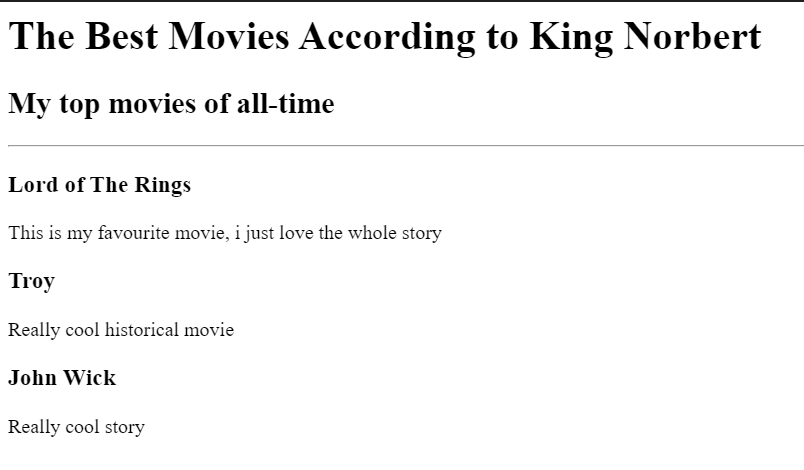 The Best Movies According to King Norbert
My top movies of all-time
Lord of The Rings
This is my favourite movie, i just love the whole story
Troy
Really cool historical movie
John Wick
Really cool story